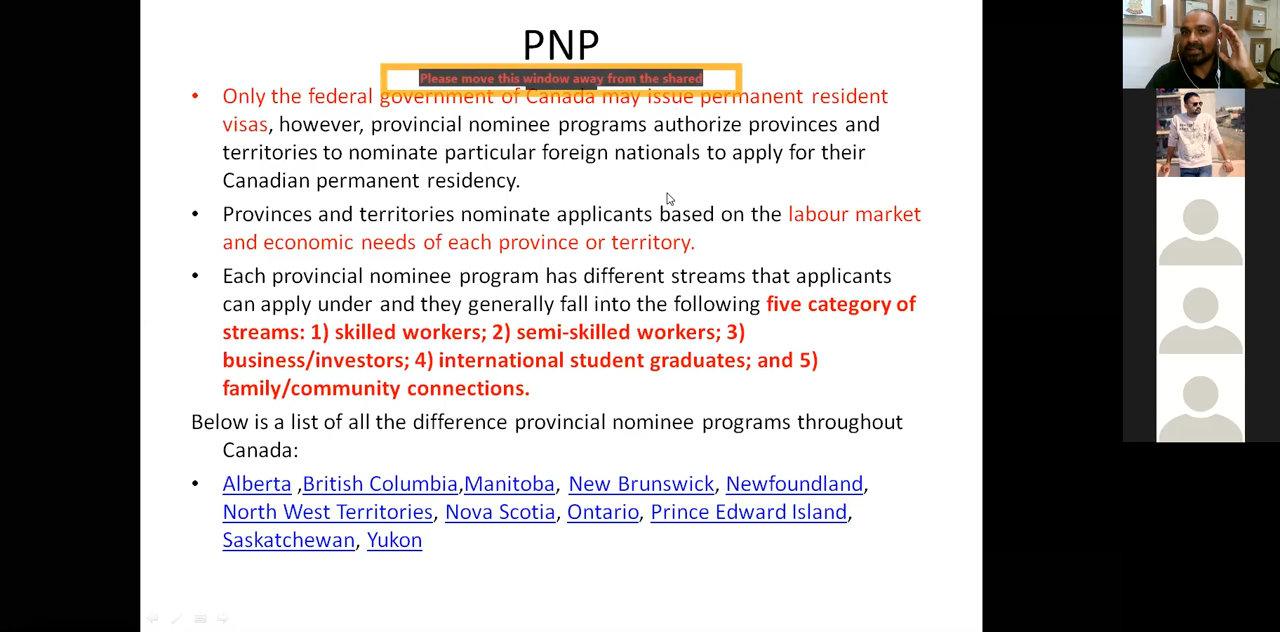 PNP
Please move this window away from the shared
• Only the federal government of Canada may issue permanent resident
visas, however, provincial nominee programs authorize provinces and
territories to nominate particular foreign nationals to apply for their
Canadian permanent residency.
• Provinces and territories nominate applicants based on the labour market
and economic needs of each province or territory.
• Each provincial nominee program has different streams that applicants
can apply under and they generally fall into the following five category of
streams: 1) skilled workers; 2) semi-skilled workers; 3)
business/investors; 4) international student graduates; and 5)
family/community connections.
Below is a list of all the difference provincial nominee programs throughout
Canada:
• Alberta ,British Columbia,Manitoba, New Brunswick, Newfoundland,
North West Territories, Nova Scotia, Ontario, Prince Edward Island,
Saskatchewan, Yukon